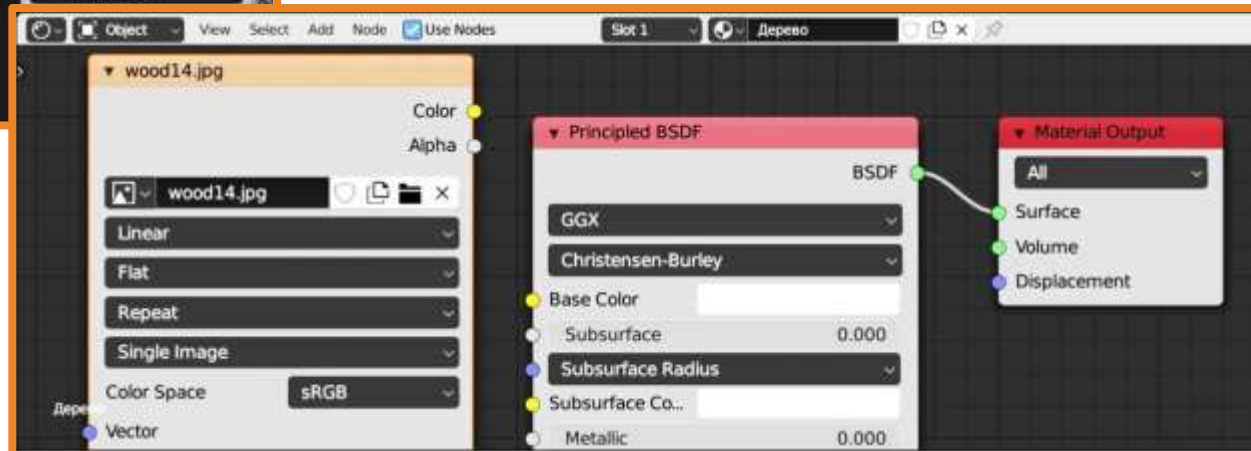 Object View Select Add Node Use Nodes Slot 1 Дерево
wood14.jpg
Color
Alpha
wood14.jpg
Linear
Flat
Repeat
Single Image
Color Space sRGB
Vector
Principled BSDF
BSDF
GGX
Christensen-Burley
Base Color
Subsurface 0.000
Subsurface Radius
Subsurface Co...
Metallic 0.000
Material Output
All
Surface
Volume
Displacement